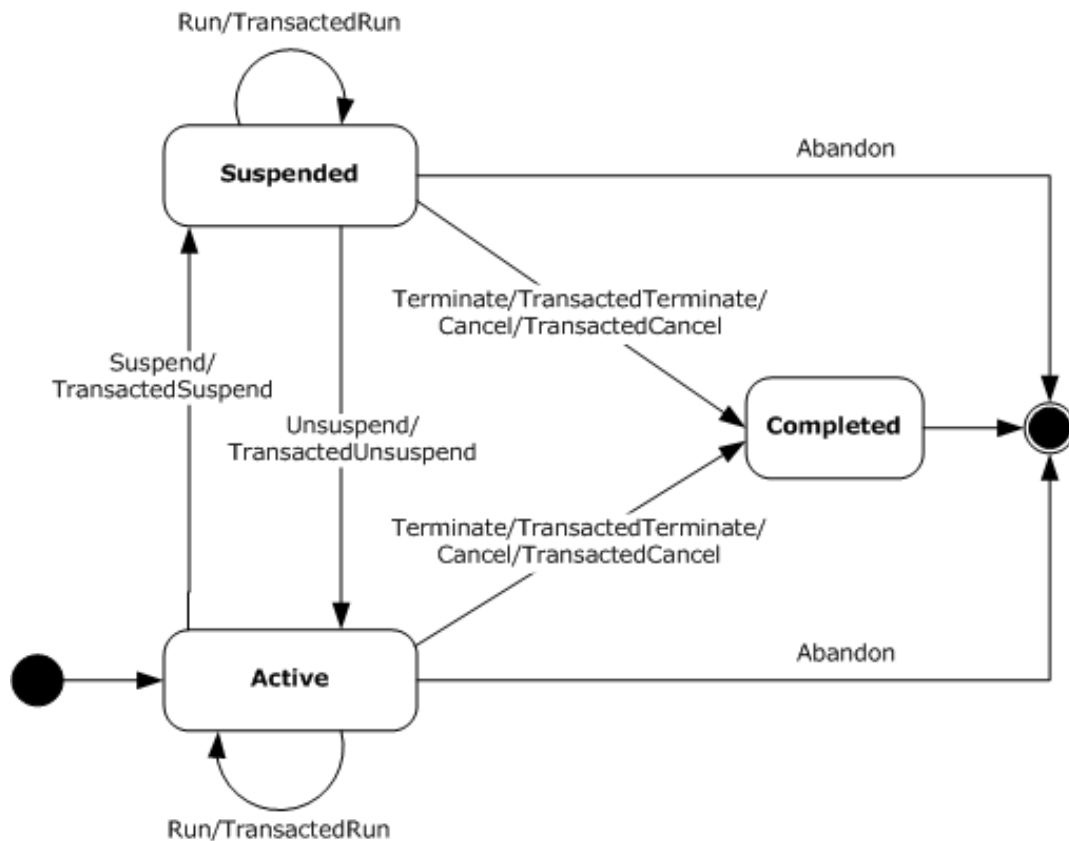 Run/TransactedRun
Suspended
Abandon
Terminate/TransactedTerminate/
Cancel/TransactedCancel
Suspend/
TransactedSuspend
Unsuspend/
TransactedUnsuspend
Completed
Terminate/TransactedTerminate/
Cancel/TransactedCancel
Abandon
Active
Run/TransactedRun